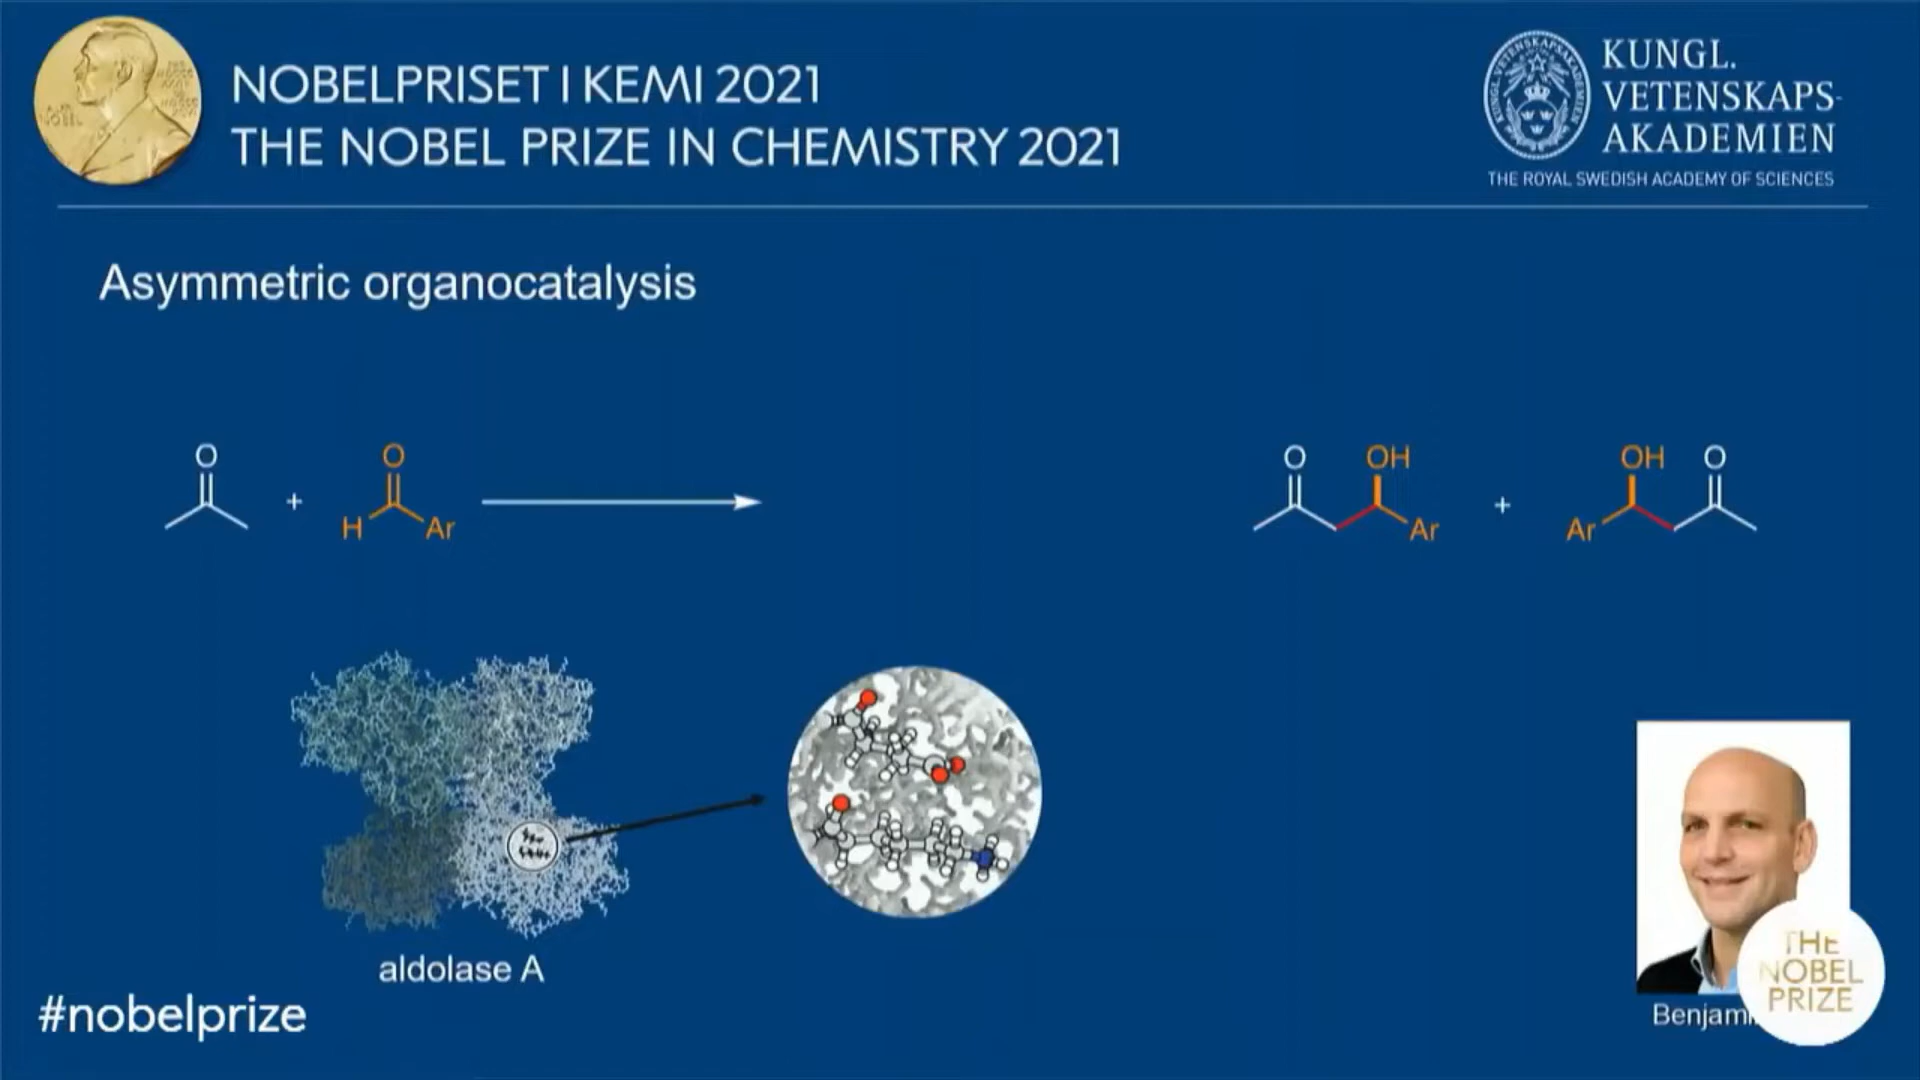 NOBELPRISET I KEMI 2021
THE NOBEL PRIZE IN CHEMISTRY 2021
KUNGL.
VETENSKAPS-
AKADEMIEN
THE ROYAL SWEDISH ACADEMY OF SCIENCES
Asymmetric organocatalysis
O
+
O
H
Ar
O
OH
Ar
+
OH
O
Ar
aldolase A
#nobelprize
THE
NOBEL
PRIZE